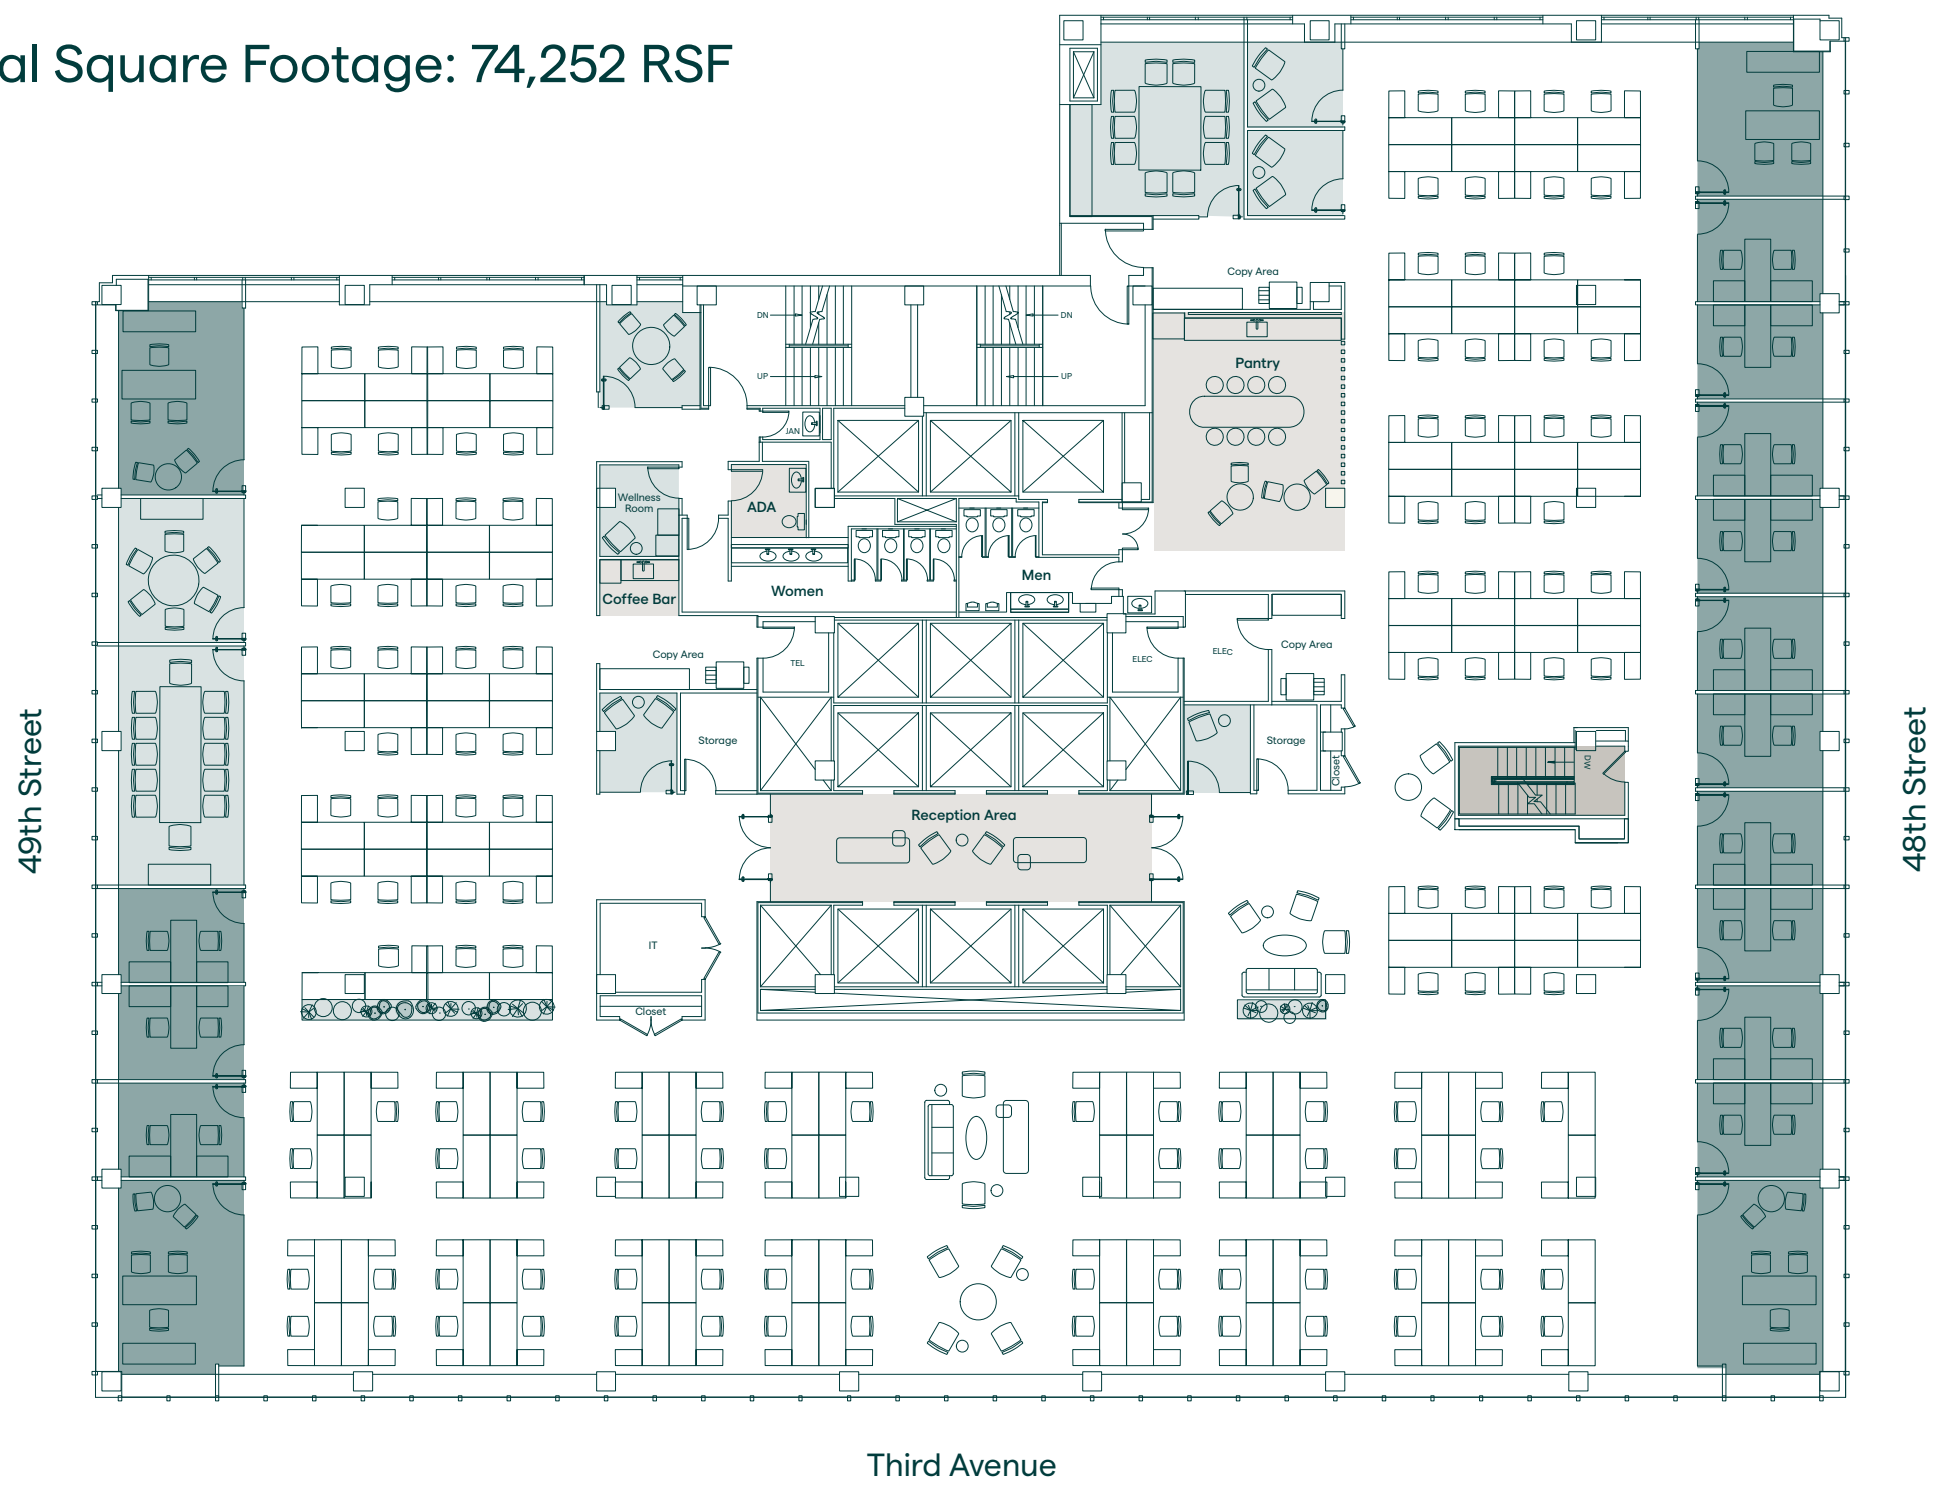 al Square Footage: 74,252 RSF
Copy Area
DN
DN
Pantry
UP
UP
JAN
Wellness
Room
ADA
Men
Women
Coffee Bar
Copy Area
TEL
ELEC
ELEC
Copy Area
Storage
Storage
Closet
DW
49th Street
48th Street
Reception Area
IT
Closet
Third Avenue